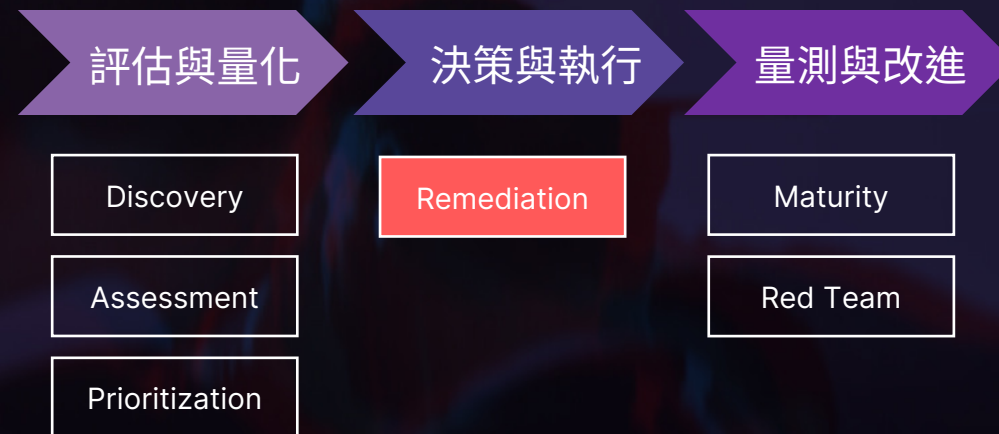 評估與量化
決策與執行
量測與改進
Discovery
Remediation
Maturity
Assessment
Red Team
Prioritization